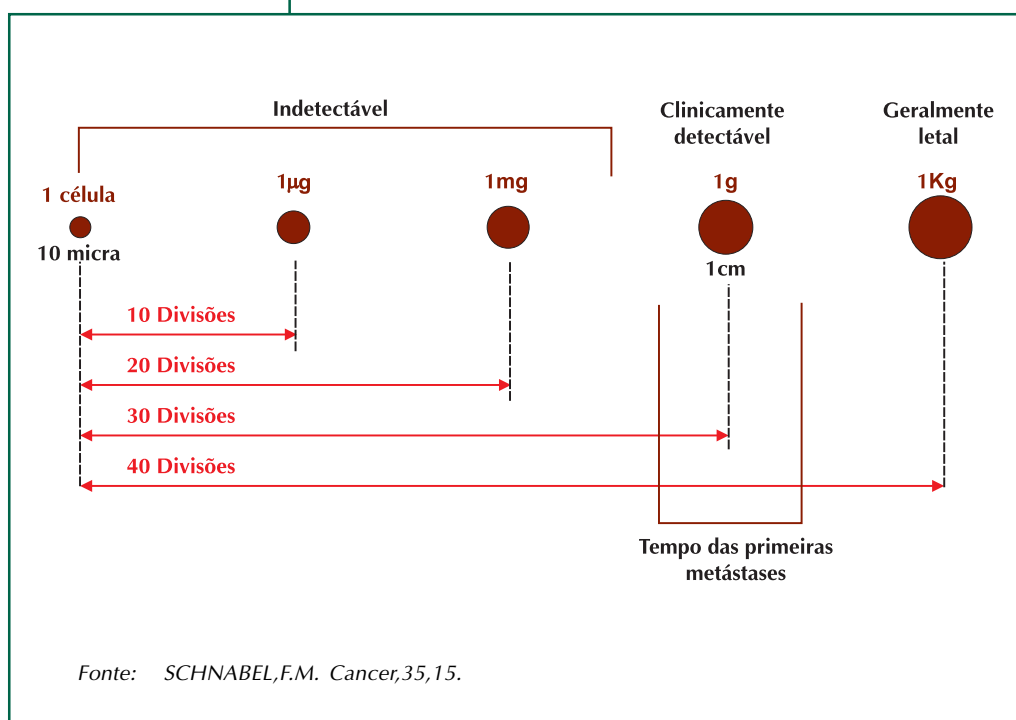 Indetectável
Clinicamente
detectável
Geralmente
letal
1 célula
1µg
1mg
1g
1Kg
10 micra
1cm
10 Divisões
20 Divisões
30 Divisões
40 Divisões
Tempo das primeiras
metástases
Fonte: SCHNABEL,F.M. Cancer,35,15.